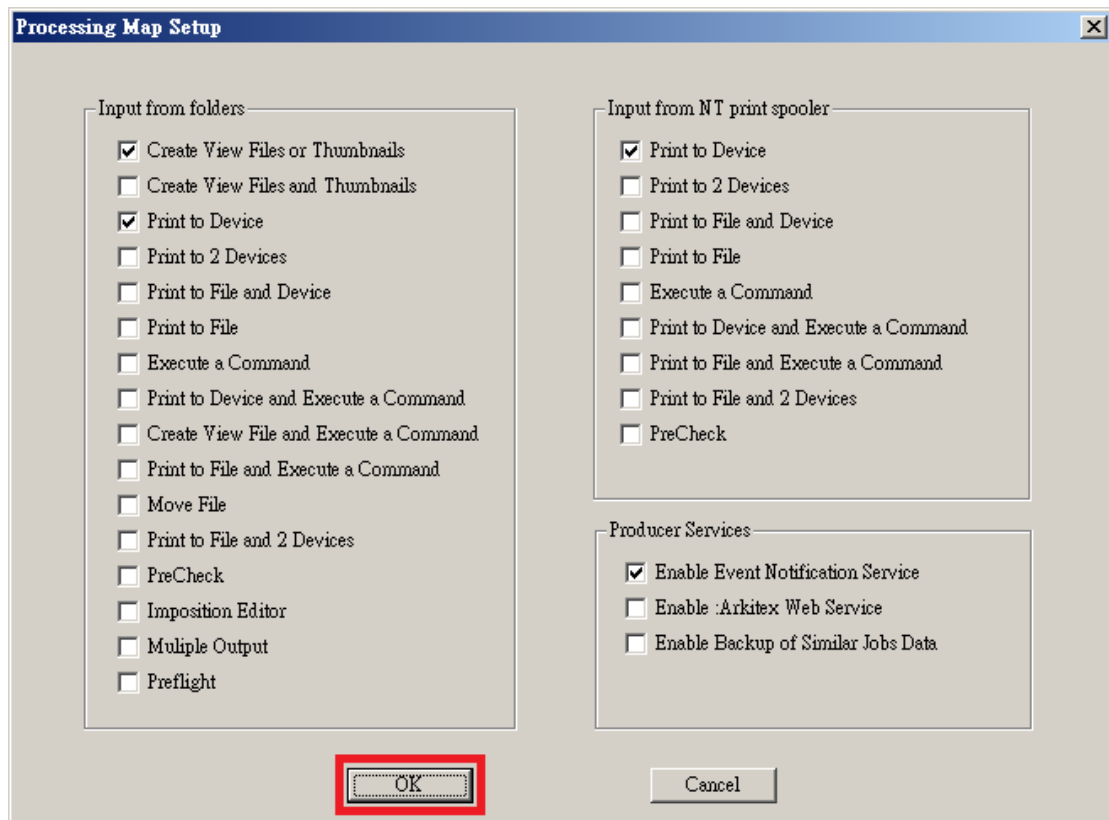 Processing Map Setup
Input from folders
Create View Files or Thumbnails
Create View Files and Thumbnails
Print to Device
Print to 2 Devices
Print to File and Device
Print to File
Execute a Command
Print to Device and Execute a Command
Create View File and Execute a Command
Print to File and Execute a Command
Move File
Print to File and 2 Devices
PreCheck
Imposition Editor
Muliple Output
Preflight
Input from NT print spooler
Print to Device
Print to 2 Devices
Print to File and Device
Print to File
Execute a Command
Print to Device and Execute a Command
Print to File and Execute a Command
Print to File and 2 Devices
PreCheck
Producer Services
Enable Event Notification Service
Enable :Arkitex Web Service
Enable Backup of Similar Jobs Data
OK
Cancel